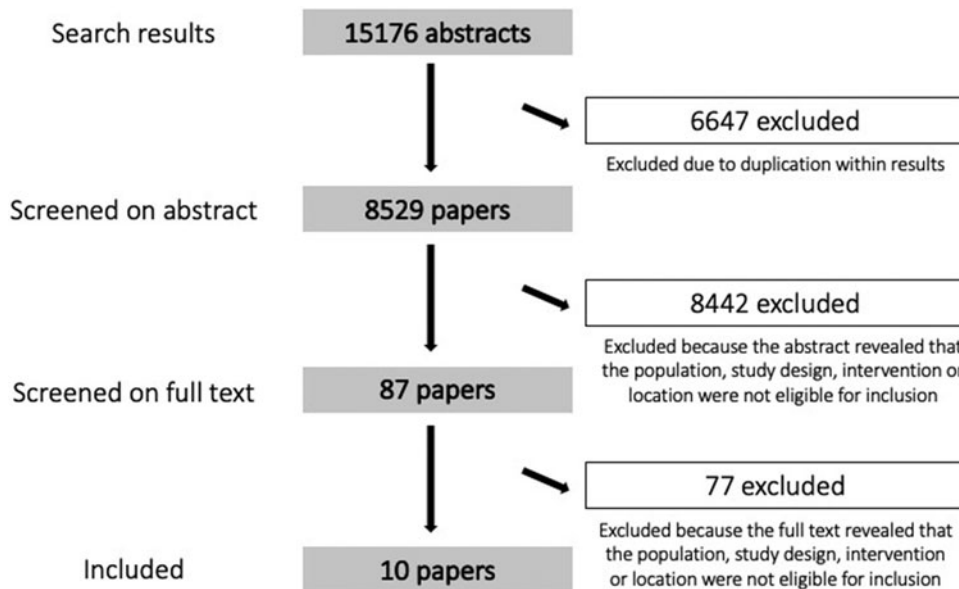 Search results
15176 abstracts
6647 excluded
Excluded due to duplication within results
Screened on abstract
8529 papers
8442 excluded
Excluded because the abstract revealed that
the population, study design, intervention or
location were not eligible for inclusion
Screened on full text
87 papers
77 excluded
Excluded because the full text revealed that
the population, study design, intervention
or location were not eligible for inclusion
Included
10 papers